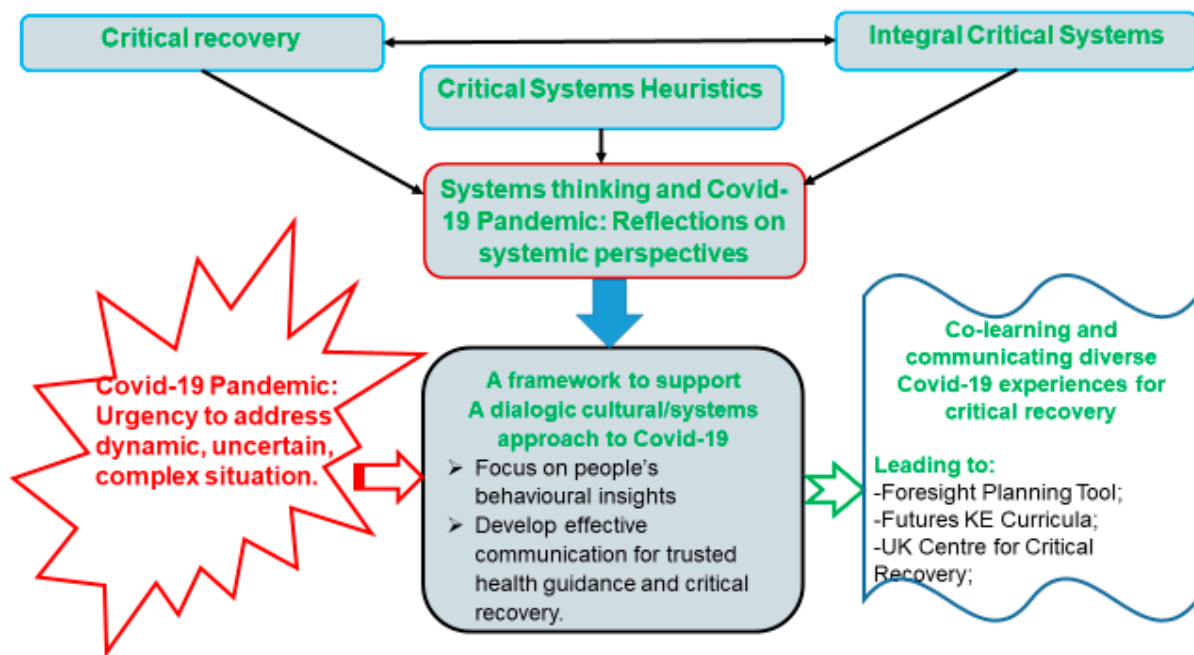 Critical recovery
Integral Critical Systems
Critical Systems Heuristics
Systems thinking and Covid-
19 Pandemic: Reflections on
systemic perspectives
Covid-19 Pandemic:
Urgency to address
dynamic, uncertain,
complex situation.
A framework to support
A dialogic cultural/systems
approach to Covid-19
➢ Focus on people's
behavioural insights
➢ Develop effective
communication for trusted
health guidance and critical
recovery.
Co-learning and
communicating diverse
Covid-19 experiences for
critical recovery
Leading to:
-Foresight Planning Tool;
-Futures KE Curricula;
-UK Centre for Critical
Recovery;